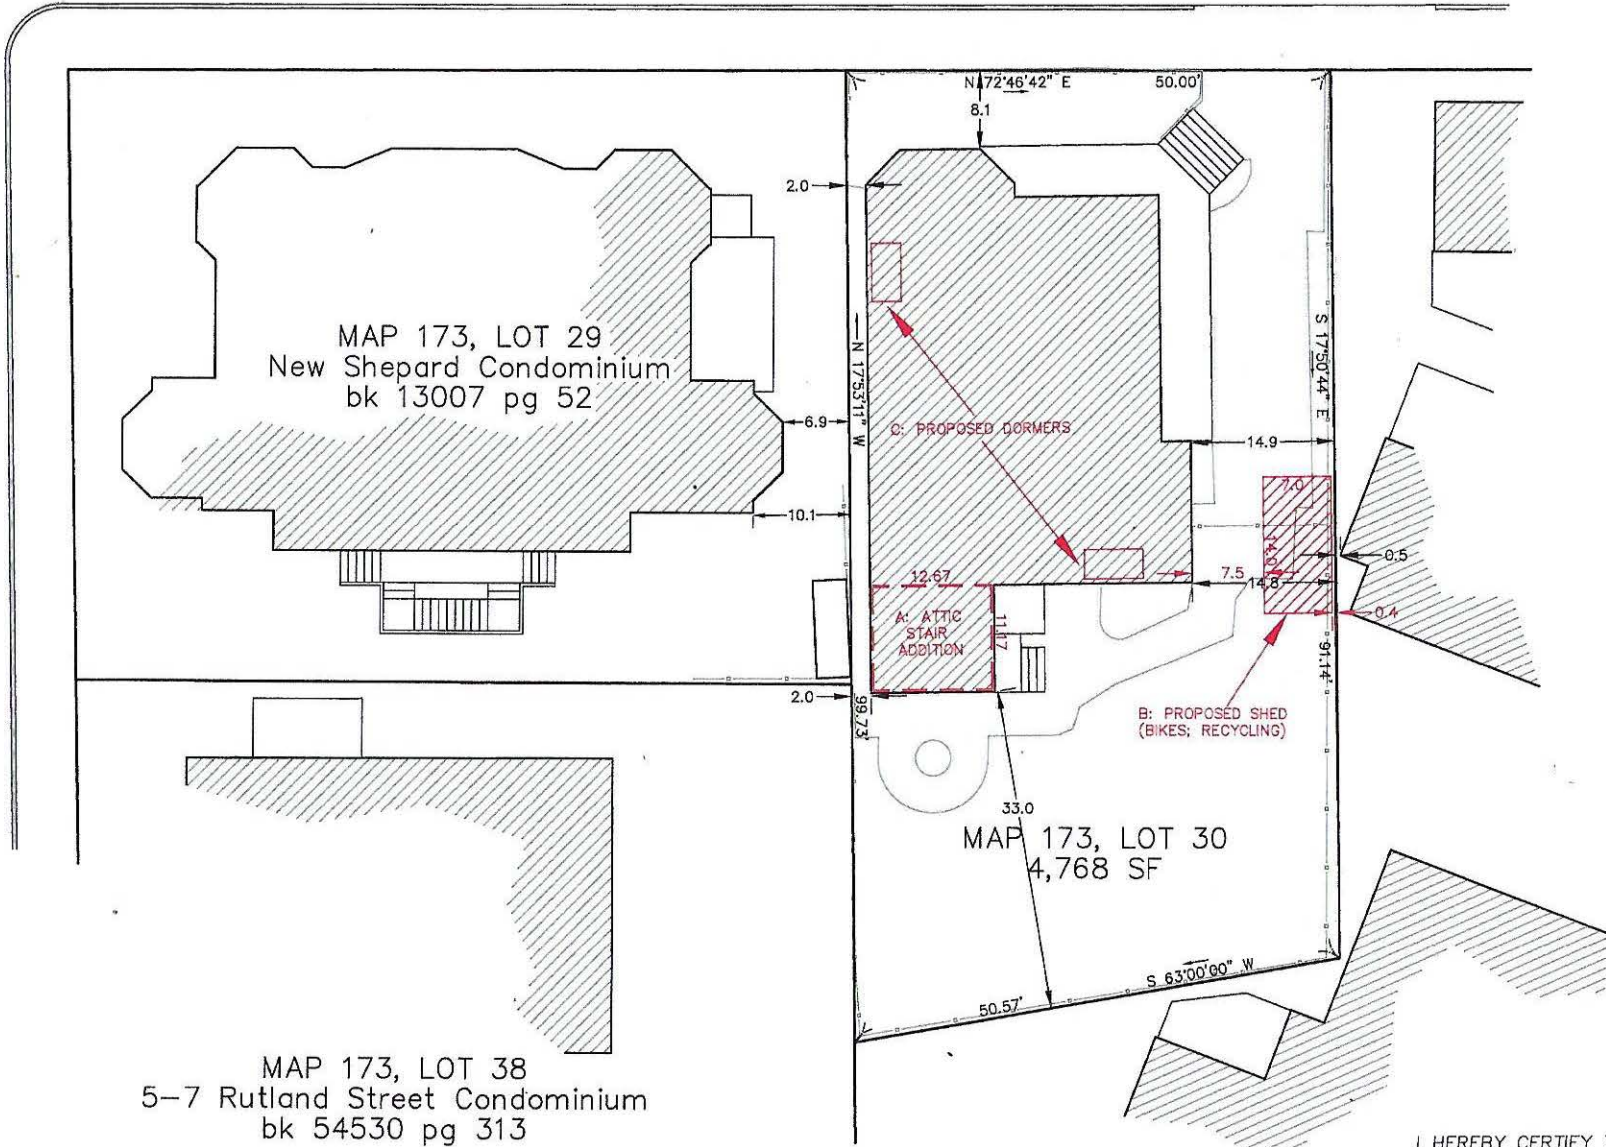 N 72°46'42" E
50.00'
8.1
2.0
MAP 173, LOT 29
New Shepard Condominium
bk 13007 pg 52
N 17°53'11" W
S 17°50'44" E
6.9
C: PROPOSED DORMERS
14.9
7.0
10.1
14.0
0.5
12.67
7.5
14.8
A: ATTIC
STAIR
ADDITION
11.17
0.4
91.14'
2.0
99.73'
B: PROPOSED SHED
(BIKES; RECYCLING)
33.0
MAP 173, LOT 30
4,768 SF
S 63°00'00" W
50.57'
MAP 173, LOT 38
5-7 Rutland Street Condominium
bk 54530 pg 313
I HEREBY CERTIFY